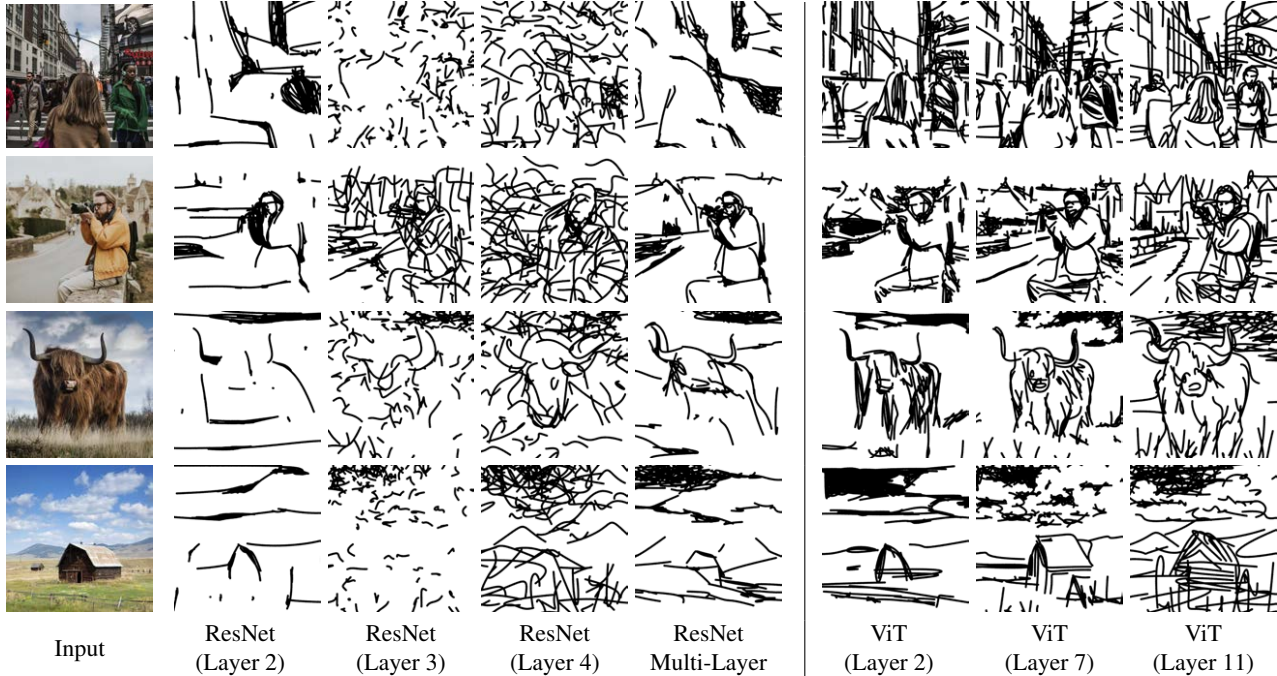 Input
ResNet
(Layer 2)
ResNet
(Layer 3)
ResNet
(Layer 4)
ResNet
Multi-Layer
ViT
(Layer 2)
ViT
(Layer 7)
ViT
(Layer 11)